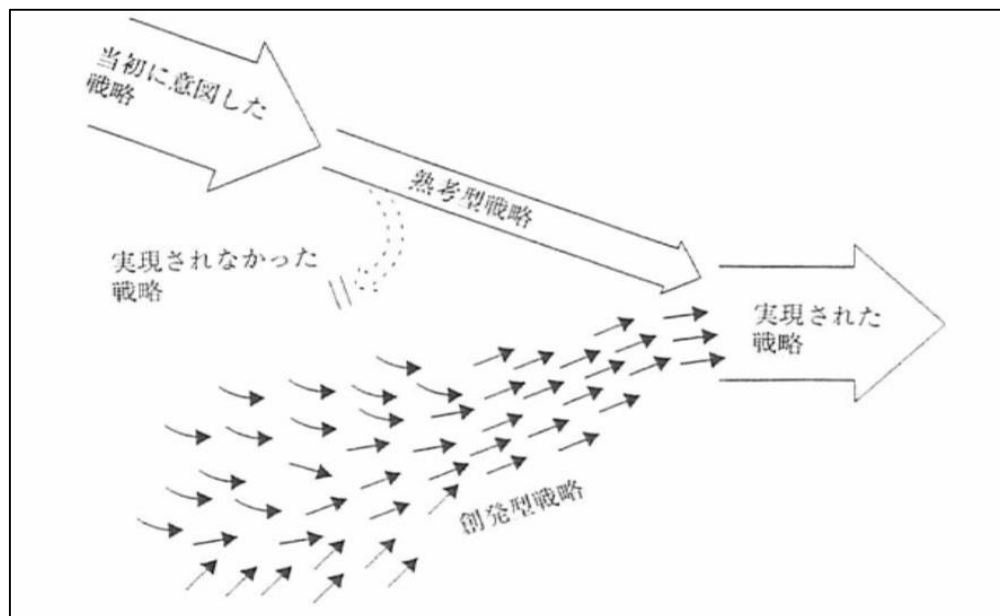 当初に意図した
戦略
熟考型戦略
実現されなかった
戦略
実現された
戦略
創発型戦略